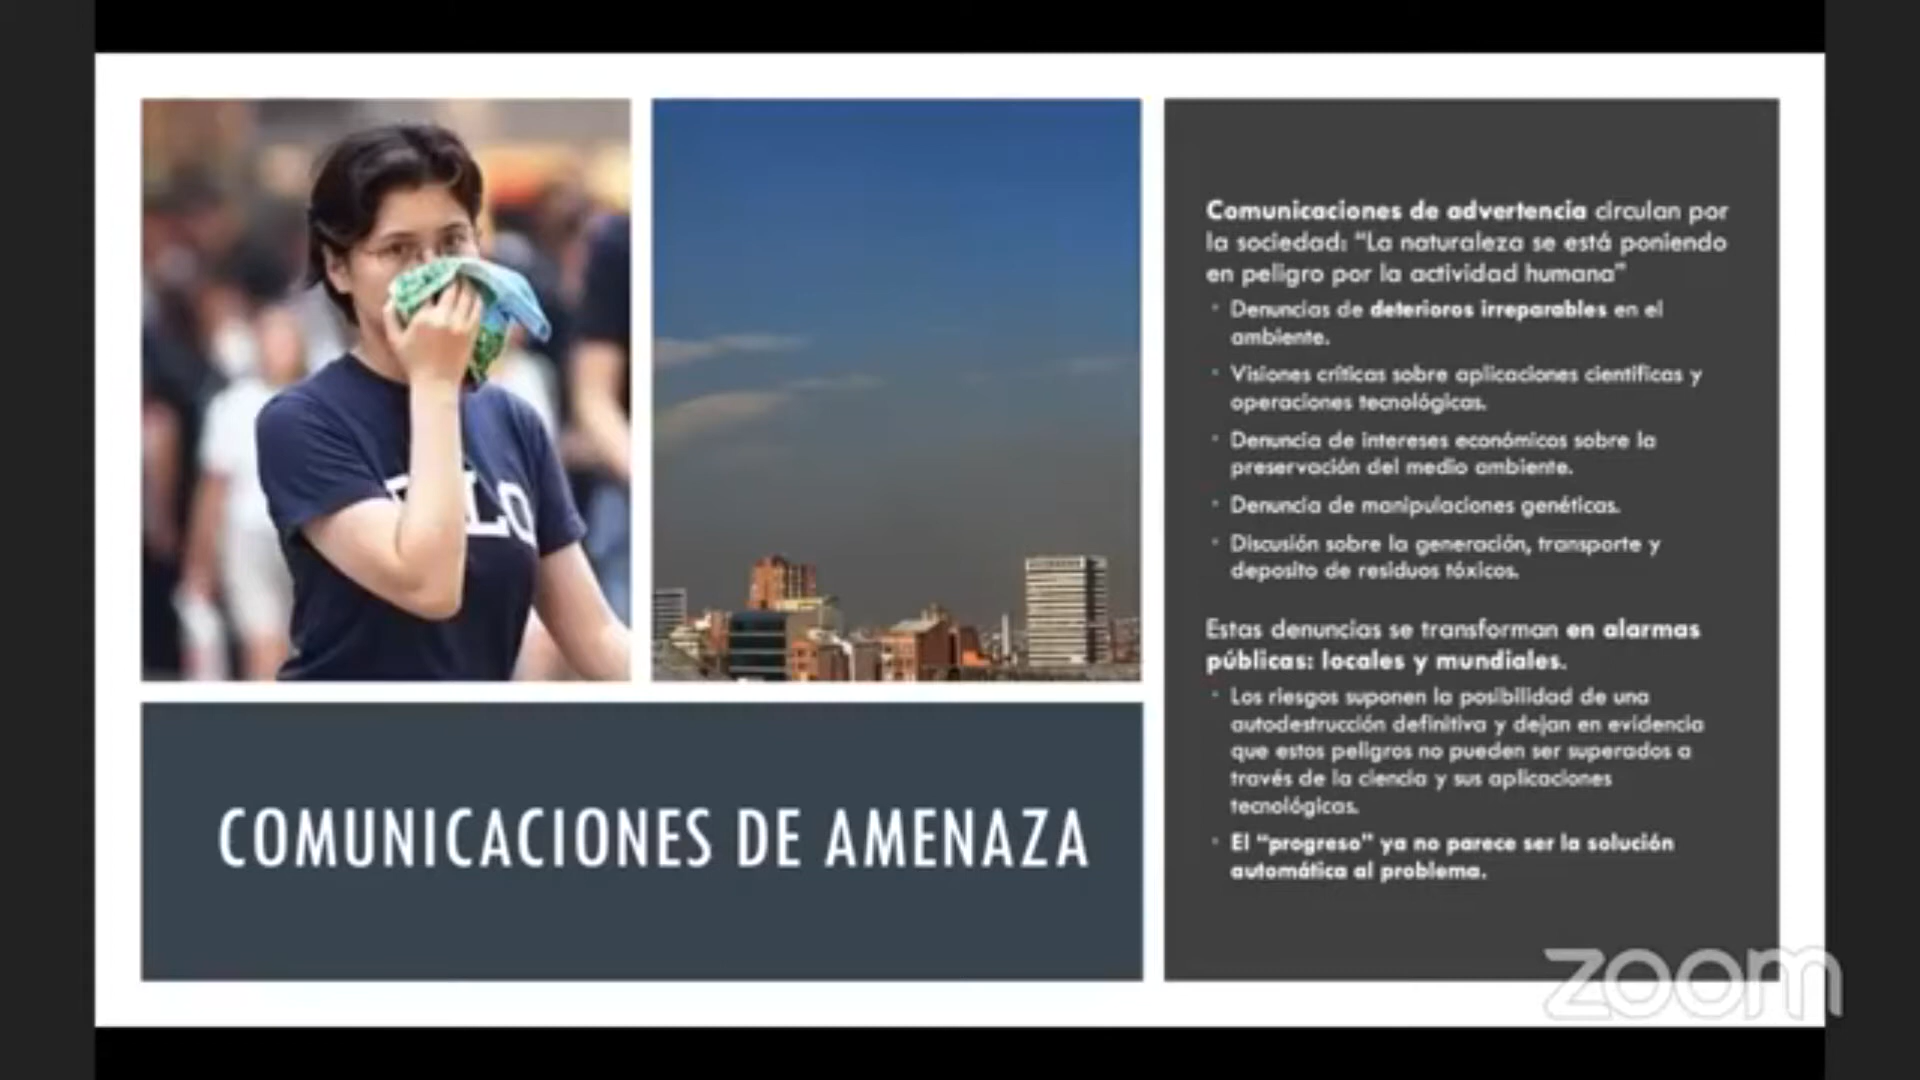 LO
COMUNICACIONES DE AMENAZA
Comunicaciones de advertencia circulan por
la sociedad: "La naturaleza se está poniendo
en peligro por la actividad humana"
Denuncias de deterioros irreparables en el
ambiente.
Visiones críticas sobre aplicaciones científicas y
operaciones tecnológicas.
Denuncia de intereses económicos sobre la
preservación del medio ambiente.
Denuncia de manipulaciones genéticas.
Discusión sobre la generación, transporte y
deposito de residuos tóxicos.
Estas denuncias se transforman en alarmas
públicas: locales y mundiales.
Los riesgos suponen la posibilidad de una
autodestrucción definitiva y dejan en evidencia
que estos peligros no pueden ser superados a
través de la ciencia y sus aplicaciones
tecnológicas.
El "progreso" ya no parece ser la solución
automática al problema.
zoom